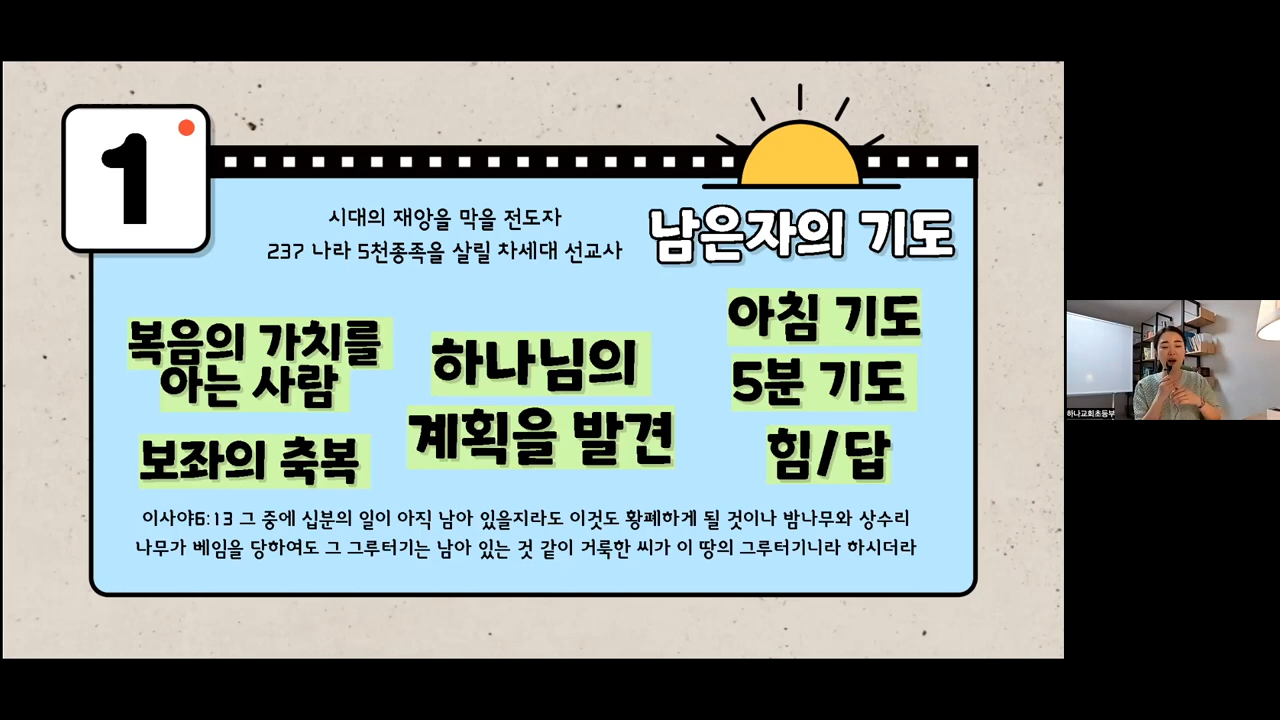 1
시대의 재앙을 막을 전도자
237 나라 5천종족을 살릴 차세대 선교사
남은자의 기도
복음의 가치를
아는 사람
보좌의 축복
하나님의
계획을 발견
아침 기도
5분 기도
힘/답
이사야6:13 그 중에 십분의 일이 아직 남아 있을지라도 이것도 황폐하게 될 것이나 밤나무와 상수리
나무가 베임을 당하여도 그 그루터기는 남아 있는 것 같이 거룩한 씨가 이 땅의 그루터기니라 하시더라
하나교회초등부